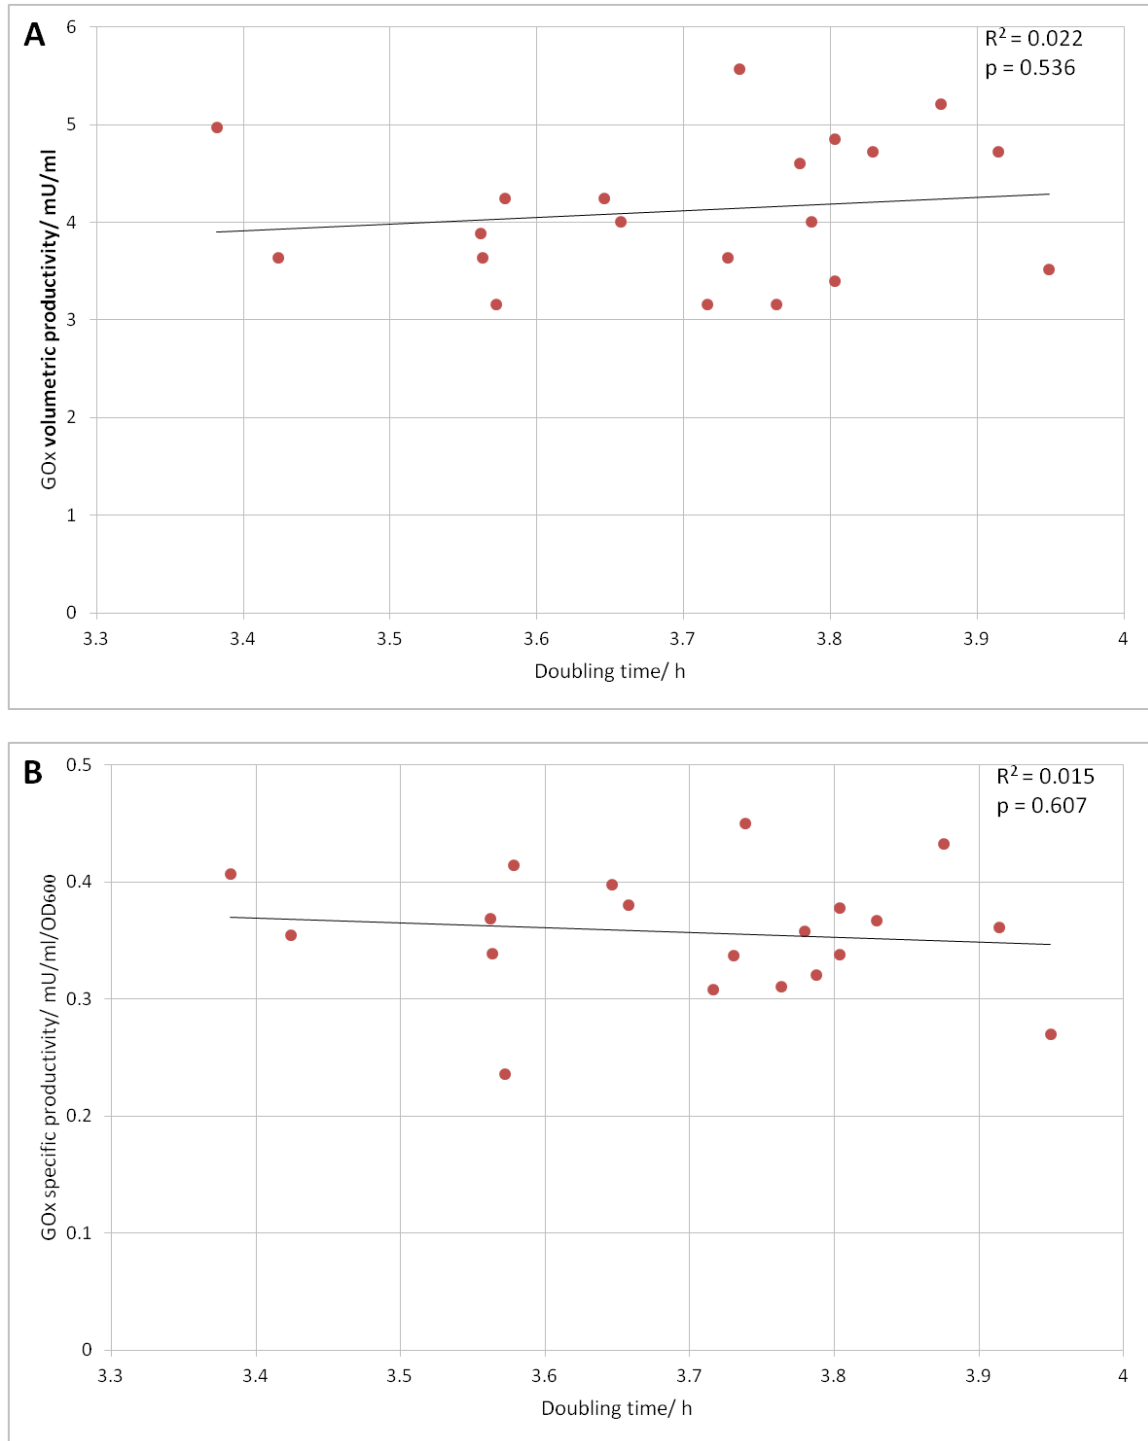 A
R² = 0.022
p = 0.536
GOx volumetric productivity/ mU/ml
6
5
4
3
2
1
0
3.3 3.4 3.5 3.6 3.7 3.8 3.9 4
Doubling time/ h
B
R² = 0.015
p = 0.607
GOx specific productivity/ mU/ml/OD600
0.5
0.4
0.3
0.2
0.1
0
3.3 3.4 3.5 3.6 3.7 3.8 3.9 4
Doubling time/ h